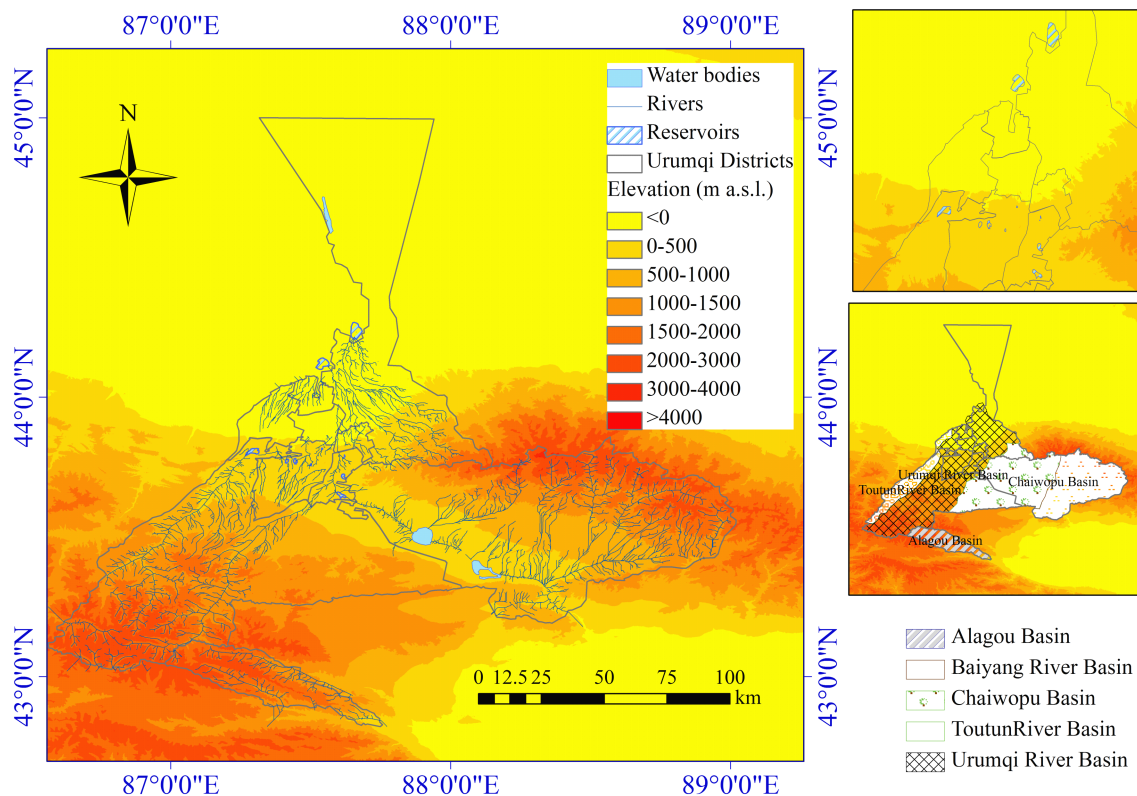 87°0'0"E
88°0'0"E
89°0'0"E
45°0'0"N
44°0'0"N
43°0'0"N
N
Water bodies
Rivers
Reservoirs
Urumqi Districts
Elevation (m a.s.l.)
<0
0-500
500-1000
1000-1500
1500-2000
2000-3000
3000-4000
>4000
0 12.5 25 50 75 100
km
45°0'0"N
44°0'0"N
43°0'0"N
87°0'0"E
88°0'0"E
89°0'0"E
Urumqi River Basin
ToutunRiver Basin
Chaiwopu Basin
Alagou Basin
Alagou Basin
Baiyang River Basin
Chaiwopu Basin
ToutunRiver Basin
Urumqi River Basin